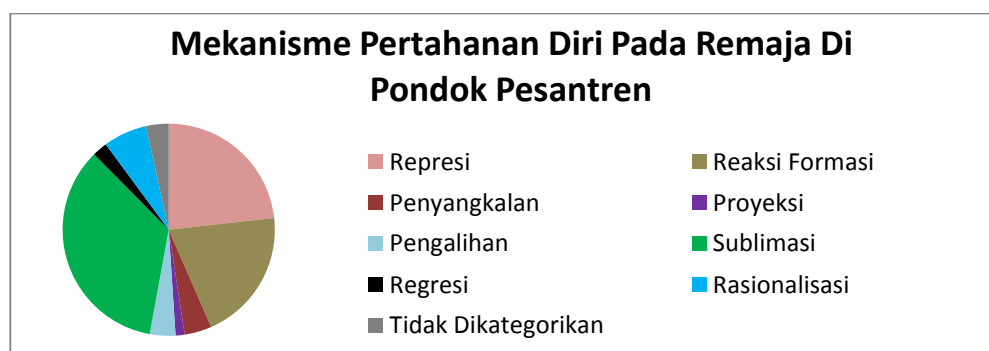 Mekanisme Pertahanan Diri Pada Remaja Di
Pondok Pesantren
Represi
Reaksi Formasi
Penyangkalan
Proyeksi
Pengalihan
Sublimasi
Regresi
Rasionalisasi
Tidak Dikategorikan